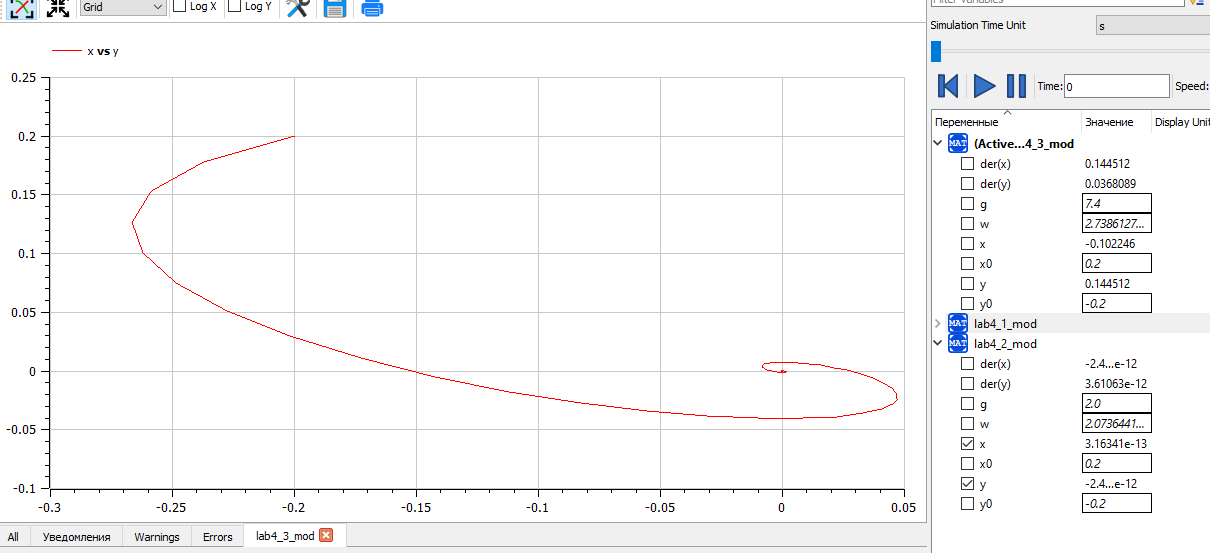 Grid
Log X
Log Y
x vs y
0.25
0.2
0.15
0.1
0.05
0
-0.05
-0.1
-0.3
-0.25
-0.2
-0.15
-0.1
-0.05
0
0.05
All
Уведомления
Warnings
Errors
lab4_3_mod
Filter Variables
Simulation Time Unit
s
Time: 0
Speed:
Переменные Значение Display Unit
MAT (Active...4_3_mod
der(x) 0.144512
der(y) 0.0368089
g 7.4
w 2.7386127...
x -0.102246
x0 0.2
y 0.144512
y0 -0.2
MAT lab4_1_mod
MAT lab4_2_mod
der(x) -2.4...e-12
der(y) 3.61063e-12
g 2.0
w 2.0736441...
x 3.16341e-13
x0 0.2
y -2.4...e-12
y0 -0.2